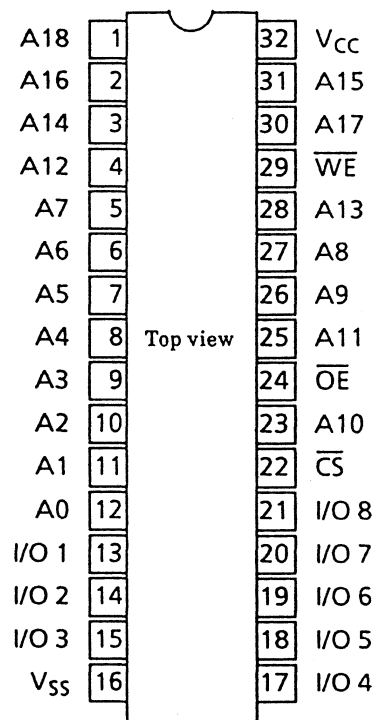 A18 1 32 VCC
A16 2 31 A15
A14 3 30 A17
A12 4 29 W̅E̅
A7 5 28 A13
A6 6 27 A8
A5 7 26 A9
A4 8 Top view 25 A11
A3 9 24 O̅E̅
A2 10 23 A10
A1 11 22 C̅S̅
A0 12 21 I/O 8
I/O 1 13 20 I/O 7
I/O 2 14 19 I/O 6
I/O 3 15 18 I/O 5
VSS 16 17 I/O 4